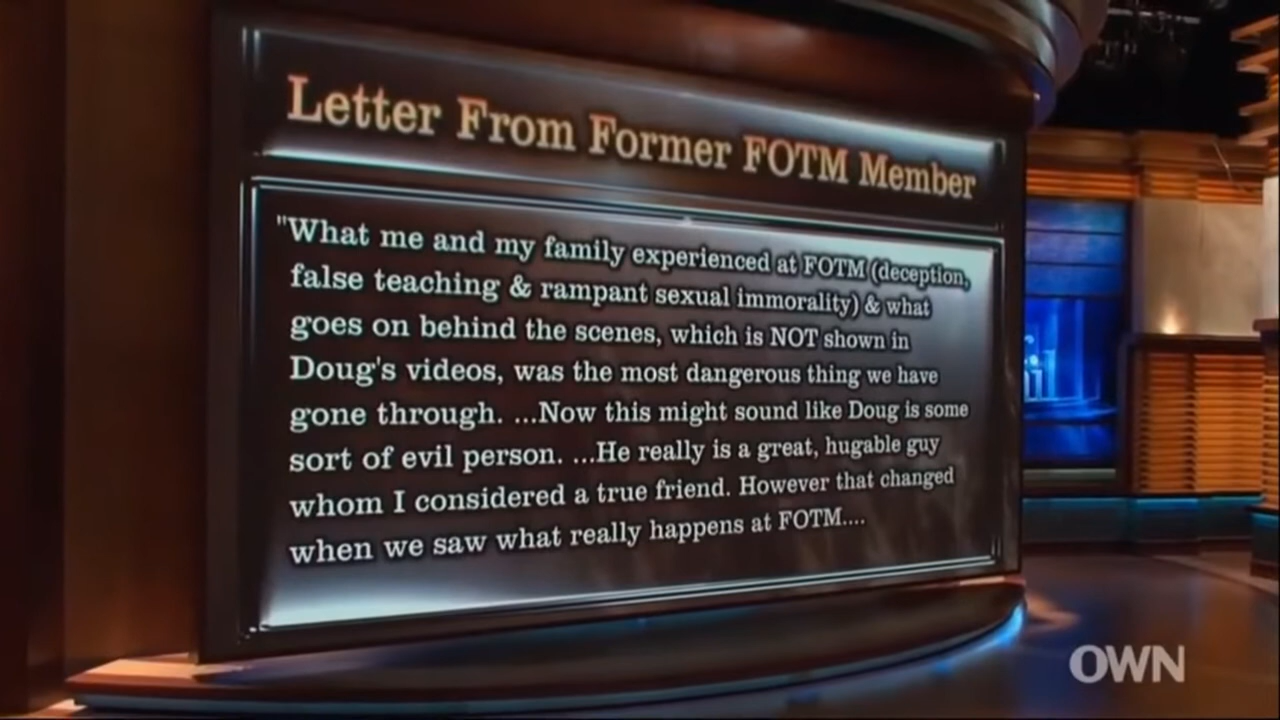 Letter From Former FOTM Member
"What me and my family experienced at FOTM (deception,
false teaching & rampant sexual immorality) & what
goes on behind the scenes, which is NOT shown in
Doug's videos, was the most dangerous thing we have
gone through. ...Now this might sound like Doug is some
sort of evil person. ...He really is a great, hugable guy
whom I considered a true friend. However that changed
when we saw what really happens at FOTM....
OWN